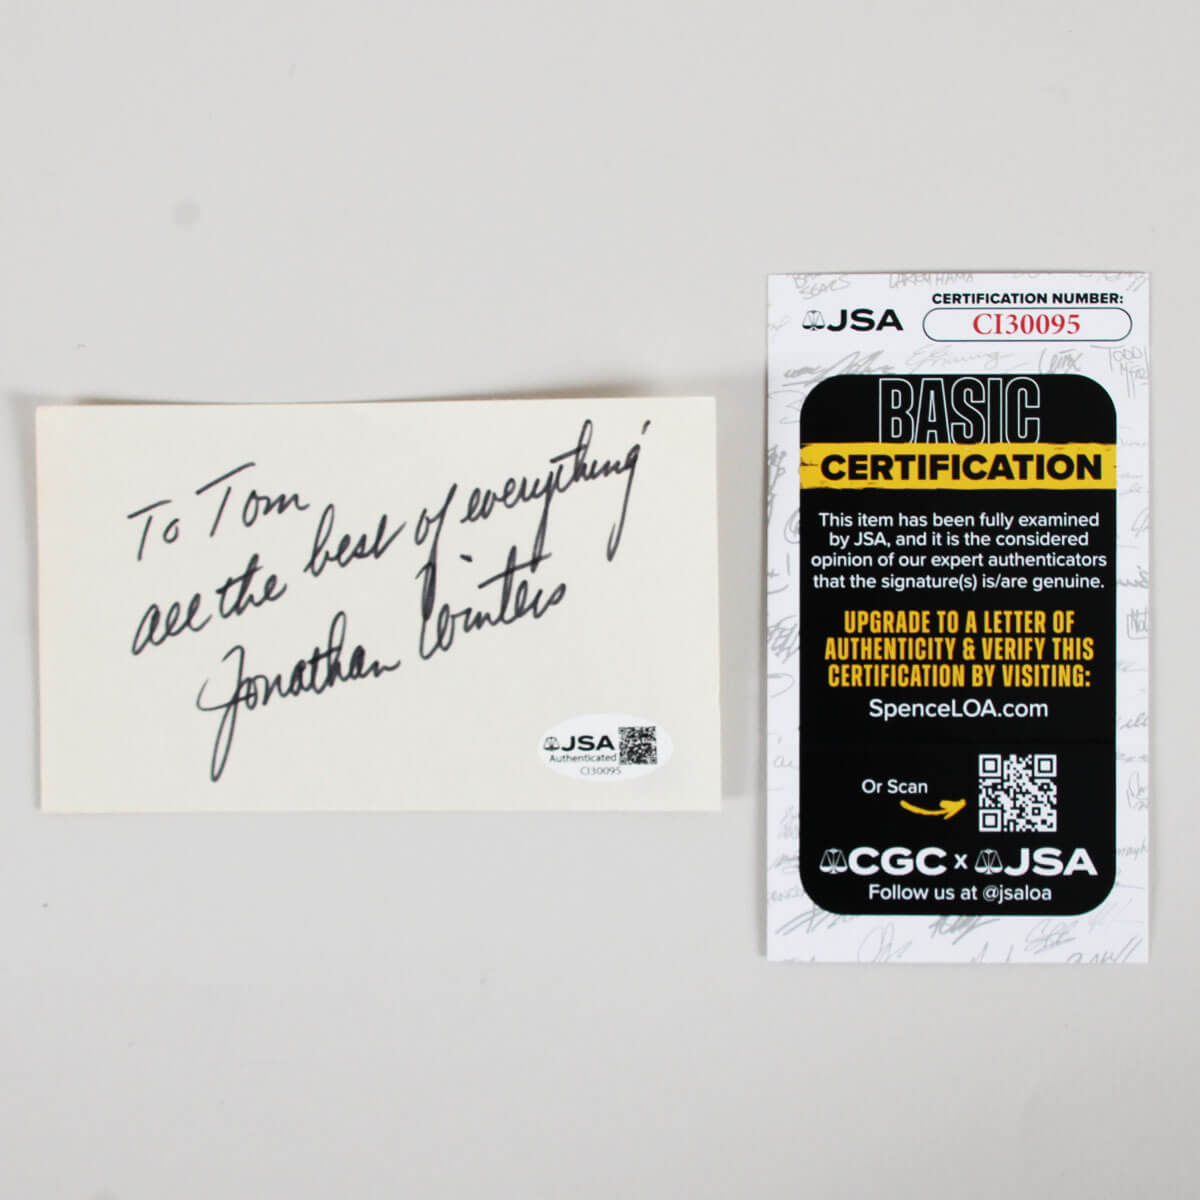 To Tom
all the best of everything
Jonathan Winters
JSA
Authenticated
CI30095
JSA
CERTIFICATION NUMBER:
CI30095
BASIC
CERTIFICATION
This item has been fully examined
by JSA, and it is the considered
opinion of our expert authenticators
that the signature(s) is/are genuine.
UPGRADE TO A LETTER OF
AUTHENTICITY & VERIFY THIS
CERTIFICATION BY VISITING:
SpenceLOA.com
Or Scan
CGC x JSA
Follow us at @jsaloa